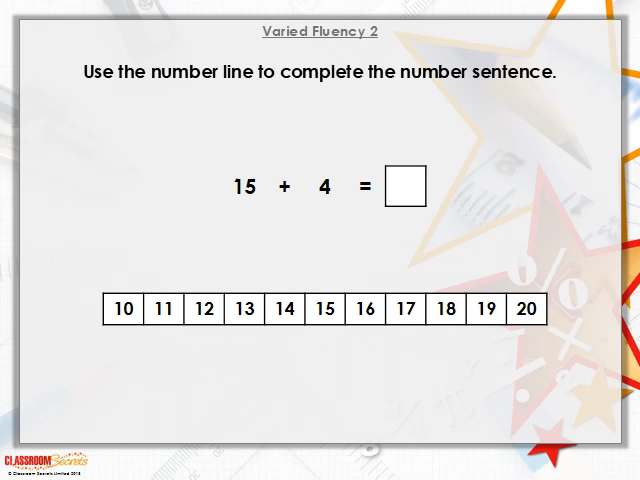 Varied Fluency 2
Use the number line to complete the number sentence.
15 + 4 =
10 11 12 13 14 15 16 17 18 19 20
CLASSROOM Secrets
© Classroom Secrets Limited 2018